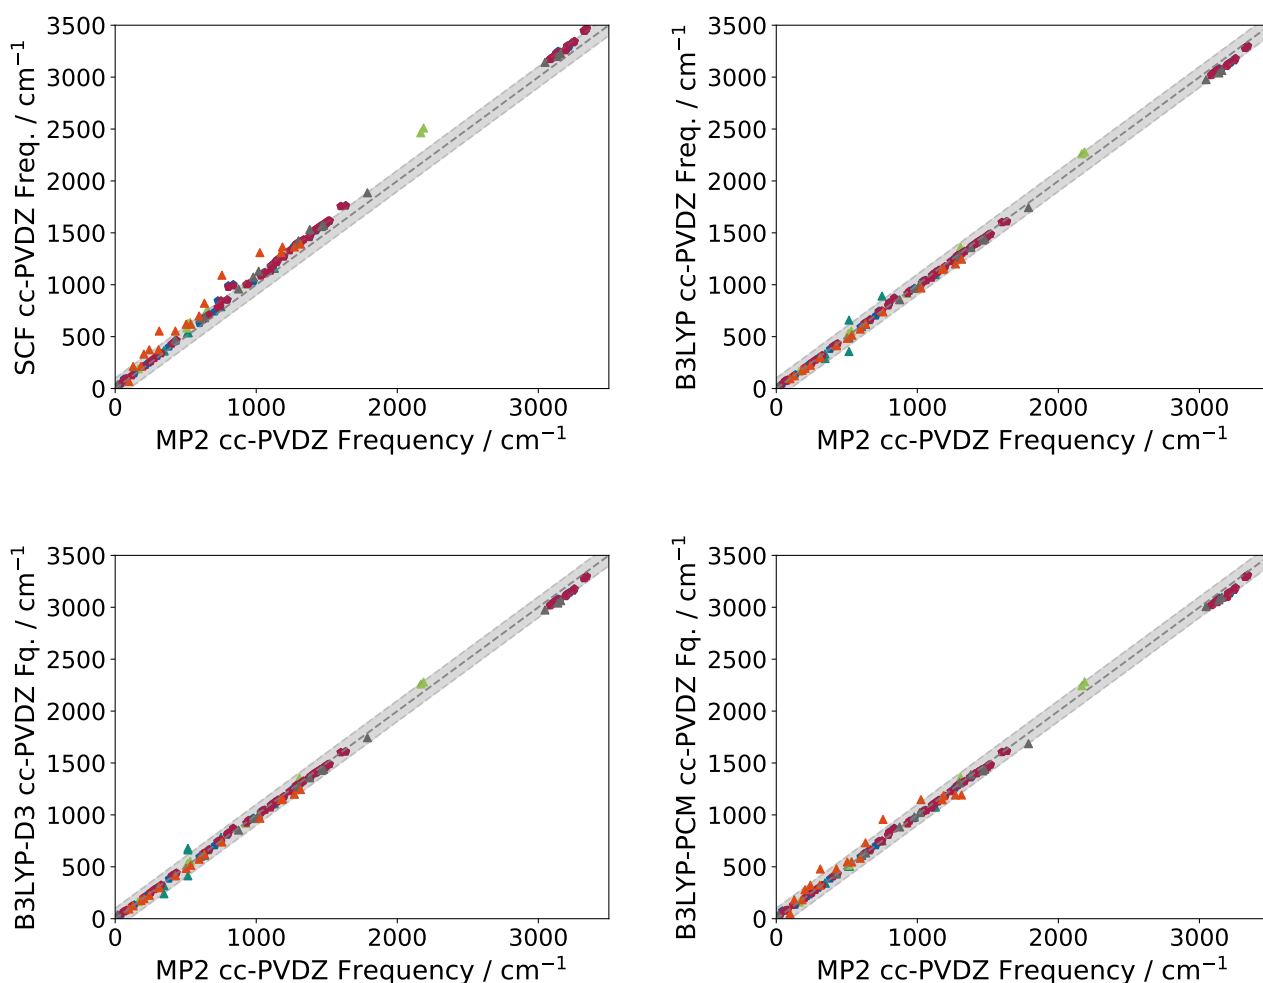 3500
3000
2500
2000
1500
1000
500
0
SCF cc-PVDZ Freq. / cm⁻¹
0 1000 2000 3000
MP2 cc-PVDZ Frequency / cm⁻¹
3500
3000
2500
2000
1500
1000
500
0
B3LYP cc-PVDZ Freq. / cm⁻¹
0 1000 2000 3000
MP2 cc-PVDZ Frequency / cm⁻¹
3500
3000
2500
2000
1500
1000
500
0
B3LYP-D3 cc-PVDZ Fq. / cm⁻¹
0 1000 2000 3000
MP2 cc-PVDZ Frequency / cm⁻¹
3500
3000
2500
2000
1500
1000
500
0
B3LYP-PCM cc-PVDZ Fq. / cm⁻¹
0 1000 2000 3000
MP2 cc-PVDZ Frequency / cm⁻¹